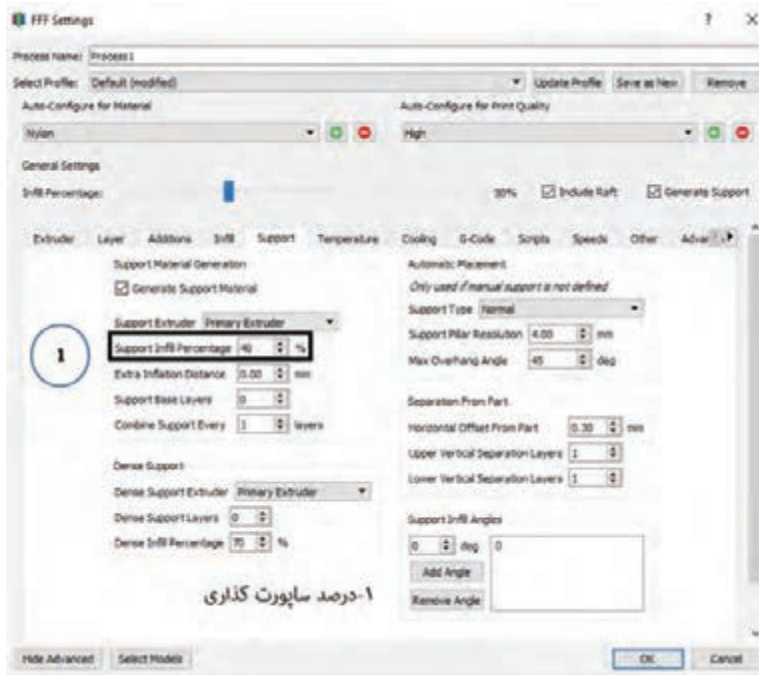 FFF Settings ? X
Process Name: Process1
Select Profile: Default (modified) Update Profile Save as New Remove
Auto-Configure for Material
Nylon
Auto-Configure for Print Quality
High
General Settings
Infill Percentage: 30% Include Raft Generate Support
Extruder Layer Additions Infill Support Temperature Cooling G-Code Scripts Speeds Other
Support Material Generation
Generate Support Material
Support Extruder Primary Extruder
1
Support Infill Percentage 40 %
Extra Inflation Distance 0.00 mm
Support Base Layers 0
Combine Support Every 1 layers
Dense Support
Dense Support Extruder Primary Extruder
Dense Support Layers 0
Dense Infill Percentage 70 %
Automatic Placement
Only used if manual support is not defined
Support Type Normal
Support Pillar Resolution 4.00 mm
Max Overhang Angle 45 deg
Separation From Part
Horizontal Offset From Part 0.30 mm
Upper Vertical Separation Layers 1
Lower Vertical Separation Layers 1
Support Infill Angles
0 deg 0
Add Angle
Remove Angle
۱-درصد ساپورت گذاری
Hide Advanced Select Models OK Cancel